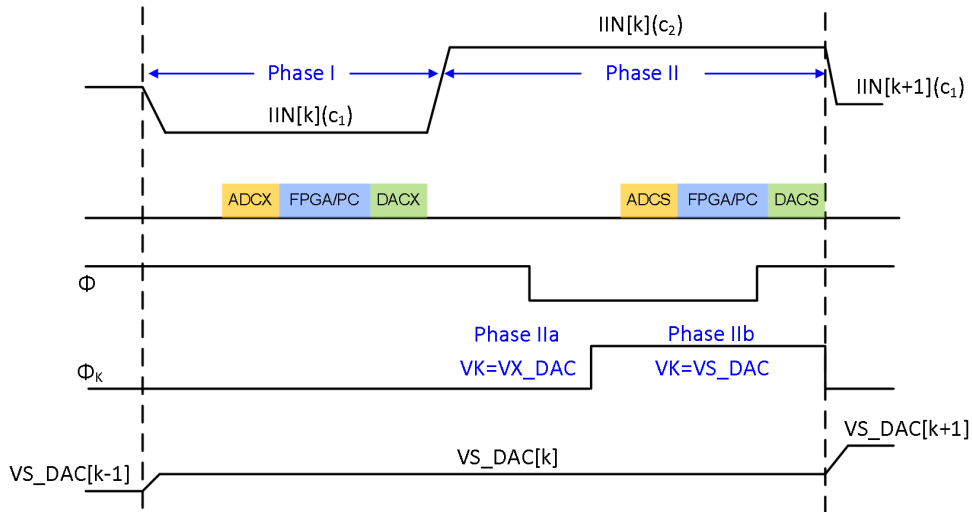 IIN[k](c₂)
Phase I
Phase II
IIN[k+1](c₁)
IIN[k](c₁)
ADCX FPGA/PC DACX
ADCS FPGA/PC DACS
Φ
Phase IIa
VK=VX_DAC
Phase IIb
VK=VS_DAC
Φ_K
VS_DAC[k+1]
VS_DAC[k-1]
VS_DAC[k]